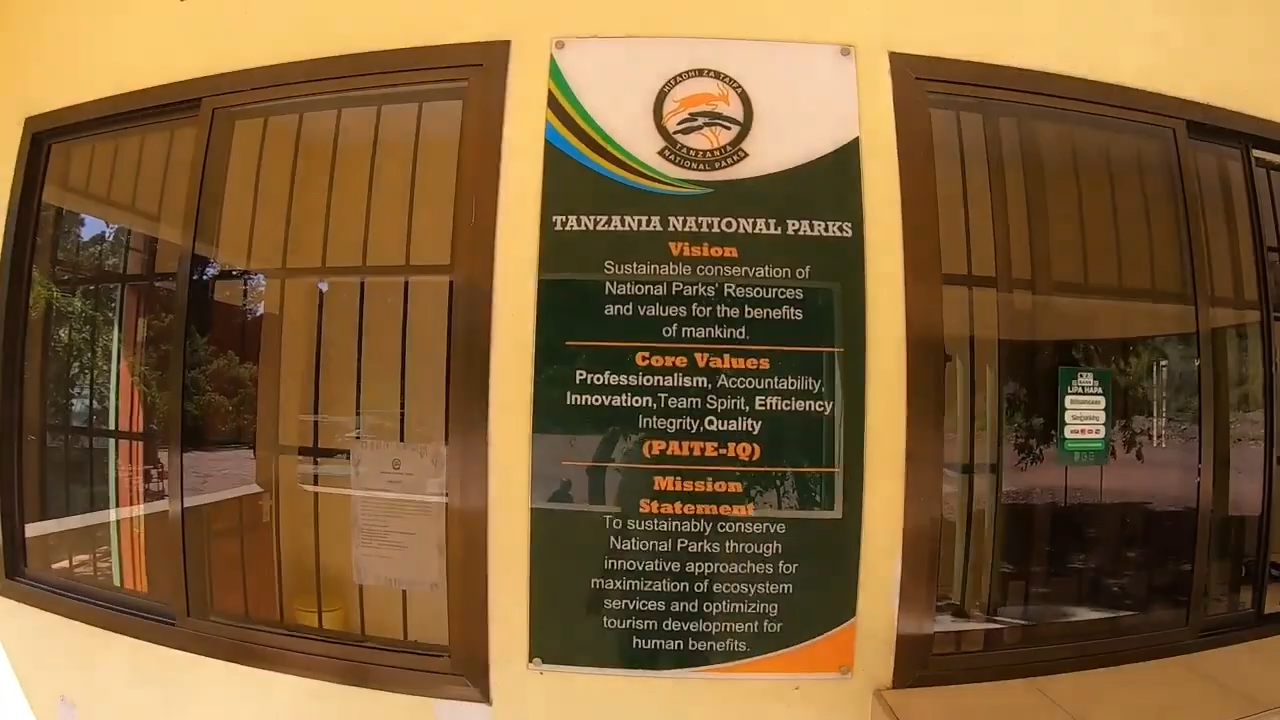 HIFADHI ZA TAIFA
TANZANIA
NATIONAL PARKS
TANZANIA NATIONAL PARKS
Vision
Sustainable conservation of
National Parks' Resources
and values for the benefits
of mankind.
Core Values
Professionalism, Accountability,
Innovation,Team Spirit, Efficiency
Integrity,Quality
(PAITE-IQ)
Mission
Statement
To sustainably conserve
National Parks through
innovative approaches for
maximization of ecosystem
services and optimizing
tourism development for
human benefits.
LIPA HAPA